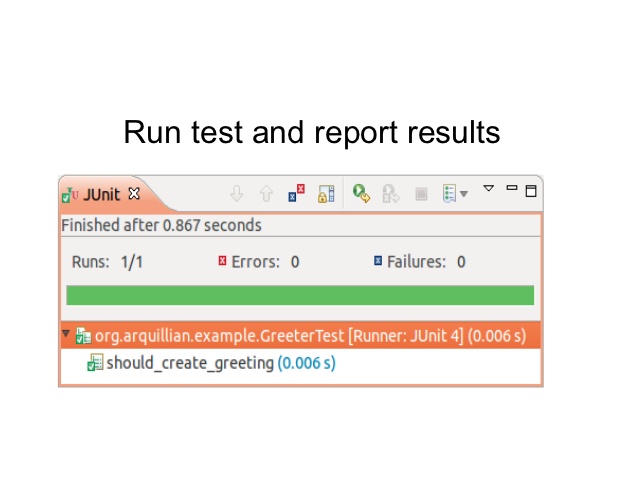 Run test and report results
JUnit
Finished after 0.867 seconds
Runs: 1/1 Errors: 0 Failures: 0
org.arquillian.example.GreeterTest [Runner: JUnit 4] (0.006 s)
should_create_greeting (0.006 s)